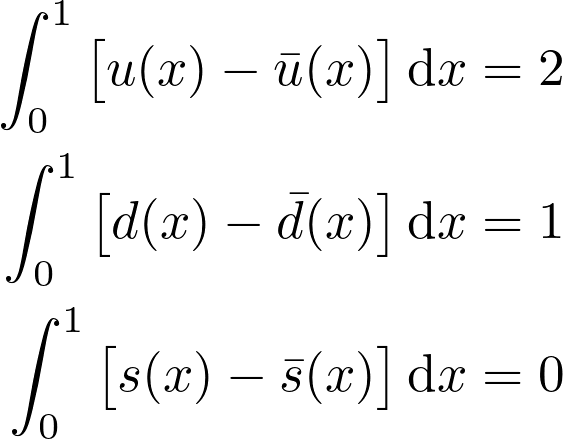 ∫₀¹ [u(x) − ū(x)] dx = 2
∫₀¹ [d(x) − d̄(x)] dx = 1
∫₀¹ [s(x) − s̄(x)] dx = 0